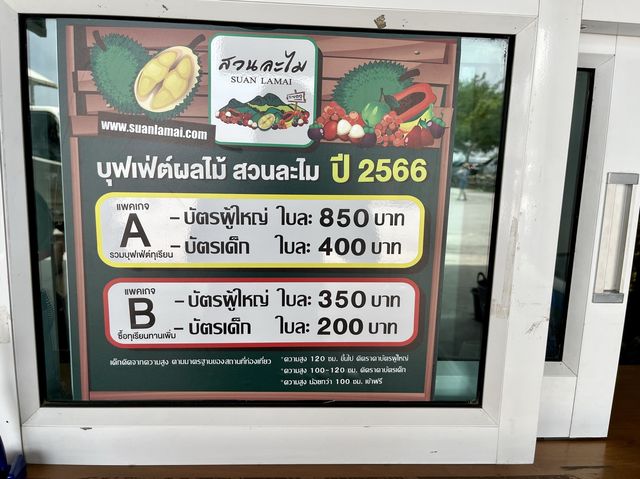 สวนละไม
SUAN LAMAI
ระยอง
www.suanlamai.com
บุฟเฟ่ต์ผลไม้ สวนละไม ปี 2566
แพคเกจ
A
รวมบุฟเฟ่ต์ทุเรียน
- บัตรผู้ใหญ่ ใบละ 850 บาท
- บัตรเด็ก ใบละ 400 บาท
แพคเกจ
B
ซื้อทุเรียนทานเพิ่ม
- บัตรผู้ใหญ่ ใบละ 350 บาท
- บัตรเด็ก ใบละ 200 บาท
เด็กคิดจากความสูง ตามมาตรฐานของสถานที่ท่องเที่ยว
*ความสูง 120 ซม. ขึ้นไป คิดราคาบัตรผู้ใหญ่
*ความสูง 100-120 ซม. คิดราคาบัตรเด็ก
*ความสูง น้อยกว่า 100 ซม. เข้าฟรี